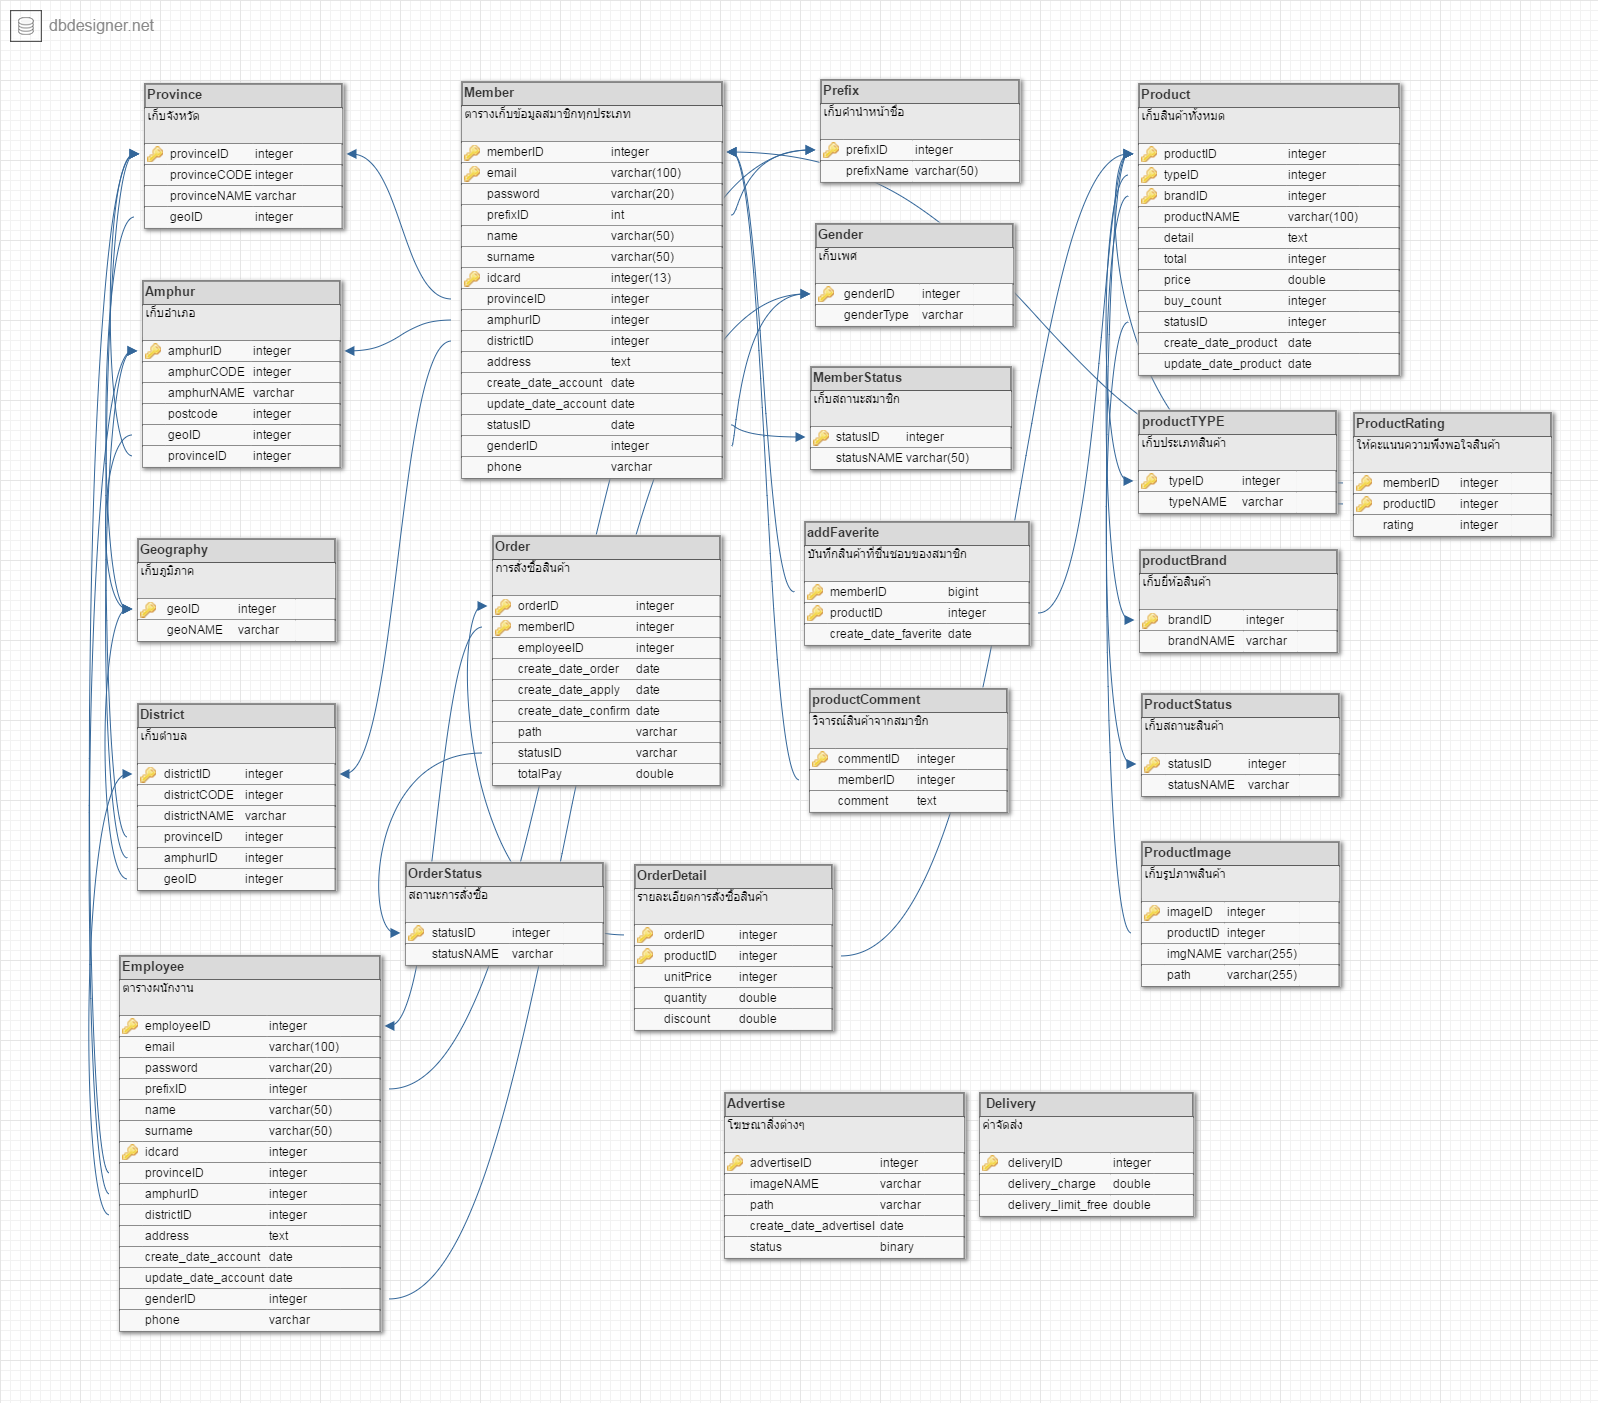 dbdesigner.net
Province
เก็บจังหวัด
provinceID integer
provinceCODE integer
provinceNAME varchar
geoID integer
Amphur
เก็บอำเภอ
amphurID integer
amphurCODE integer
amphurNAME varchar
postcode integer
geoID integer
provinceID integer
Geography
เก็บภูมิภาค
geoID integer
geoNAME varchar
District
เก็บตำบล
districtID integer
districtCODE integer
districtNAME varchar
provinceID integer
amphurID integer
geoID integer
Employee
ตารางพนักงาน
employeeID integer
email varchar(100)
password varchar(20)
prefixID integer
name varchar(50)
surname varchar(50)
idcard integer
provinceID integer
amphurID integer
districtID integer
address text
create_date_account date
update_date_account date
genderID integer
phone varchar
Member
ตารางเก็บข้อมูลสมาชิกทุกประเภท
memberID integer
email varchar(100)
password varchar(20)
prefixID int
name varchar(50)
surname varchar(50)
idcard integer(13)
provinceID integer
amphurID integer
districtID integer
address text
create_date_account date
update_date_account date
statusID date
genderID integer
phone varchar
Order
การสั่งซื้อสินค้า
orderID integer
memberID integer
employeeID integer
create_date_order date
create_date_apply date
create_date_confirm date
path varchar
statusID varchar
totalPay double
OrderStatus
สถานะการสั่งซื้อ
statusID integer
statusNAME varchar
OrderDetail
รายละเอียดการสั่งซื้อสินค้า
orderID integer
productID integer
unitPrice integer
quantity double
discount double
Prefix
เก็บคำนำหน้าชื่อ
prefixID integer
prefixName varchar(50)
Gender
เก็บเพศ
genderID integer
genderType varchar
MemberStatus
เก็บสถานะสมาชิก
statusID integer
statusNAME varchar(50)
addFaverite
บันทึกสินค้าที่ชื่นชอบของสมาชิก
memberID bigint
productID integer
create_date_faverite date
productComment
วิจารณ์สินค้าจากสมาชิก
commentID integer
memberID integer
comment text
Product
เก็บสินค้าทั้งหมด
productID integer
typeID integer
brandID integer
productNAME varchar(100)
detail text
total integer
price double
buy_count integer
statusID integer
create_date_product date
update_date_product date
productTYPE
เก็บประเภทสินค้า
typeID integer
typeNAME varchar
ProductRating
ให้คะแนนความพึงพอใจสินค้า
memberID integer
productID integer
rating integer
productBrand
เก็บยี่ห้อสินค้า
brandID integer
brandNAME varchar
ProductStatus
เก็บสถานะสินค้า
statusID integer
statusNAME varchar
ProductImage
เก็บรูปภาพสินค้า
imageID integer
productID integer
imgNAME varchar(255)
path varchar(255)
Advertise
โฆษณาสิ่งต่างๆ
advertiseID integer
imageNAME varchar
path varchar
create_date_advertisel date
status binary
Delivery
ค่าจัดส่ง
deliveryID integer
delivery_charge double
delivery_limit_free double